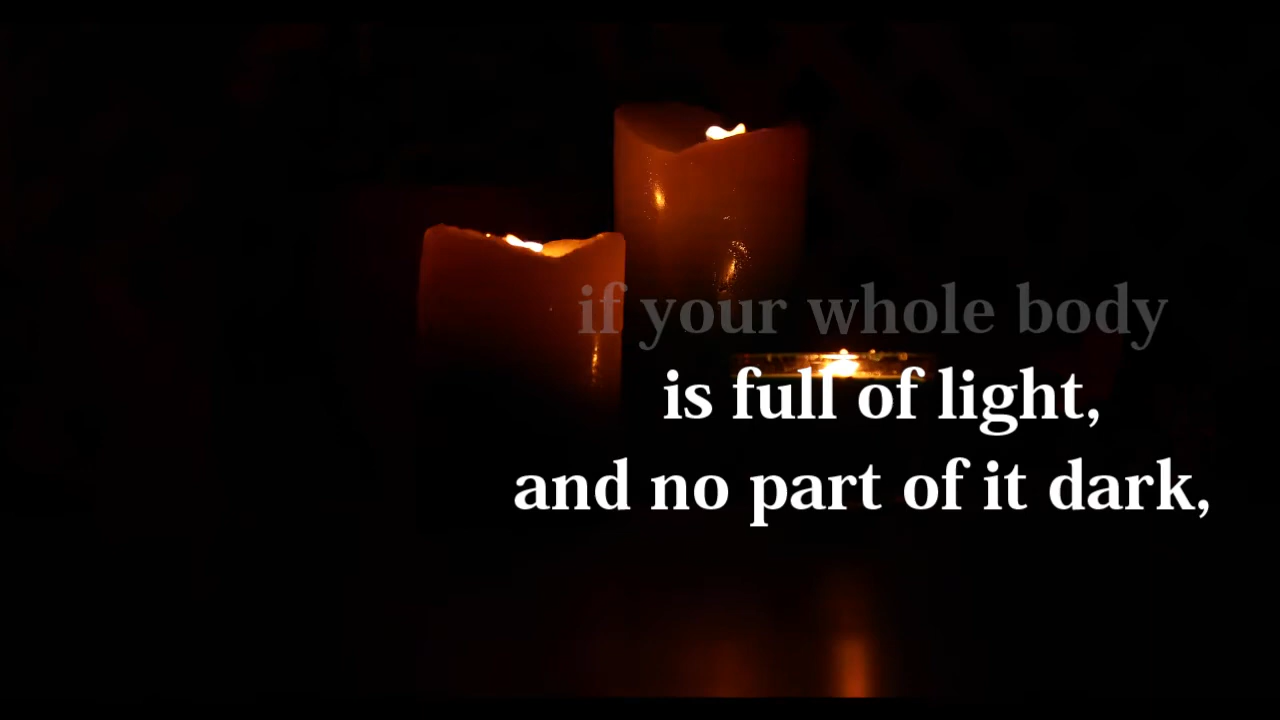 if your whole body
is full of light,
and no part of it dark,